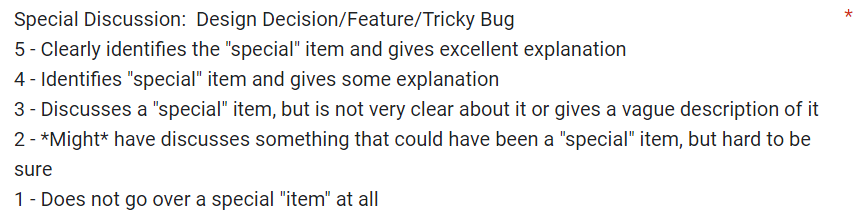 Special Discussion:  Design Decision/Feature/Tricky Bug *
5 - Clearly identifies the "special" item and gives excellent explanation
4 - Identifies "special" item and gives some explanation
3 - Discusses a "special" item, but is not very clear about it or gives a vague description of it
2 - *Might* have discusses something that could have been a "special" item, but hard to be
sure
1 - Does not go over a special "item" at all